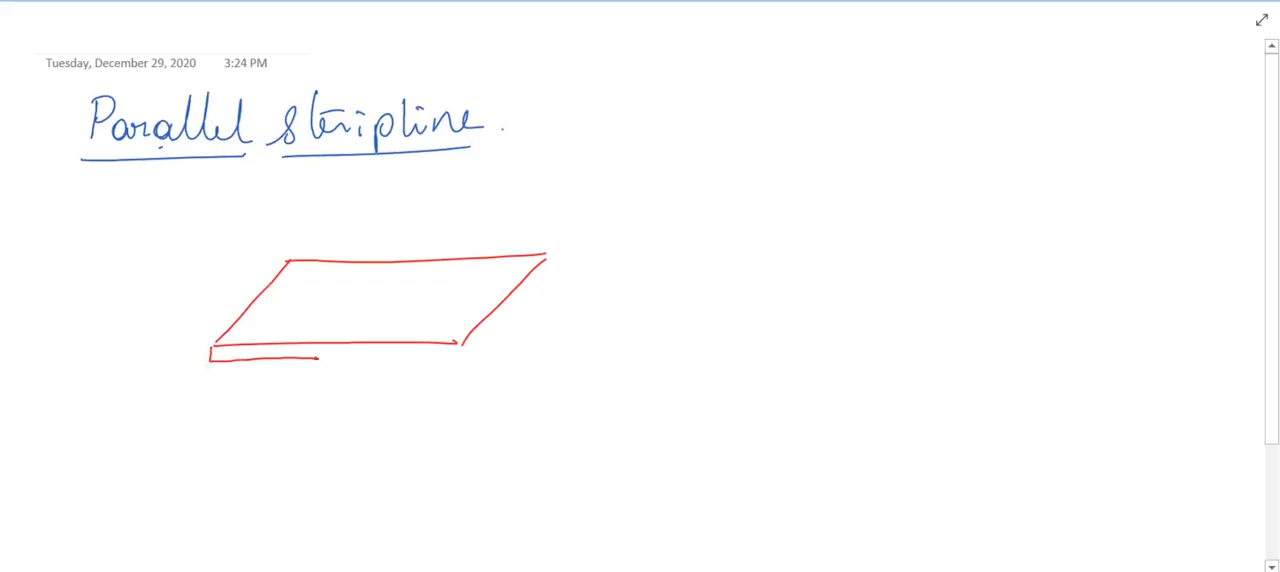 Tuesday, December 29, 2020 3:24 PM
Parallel stripline.